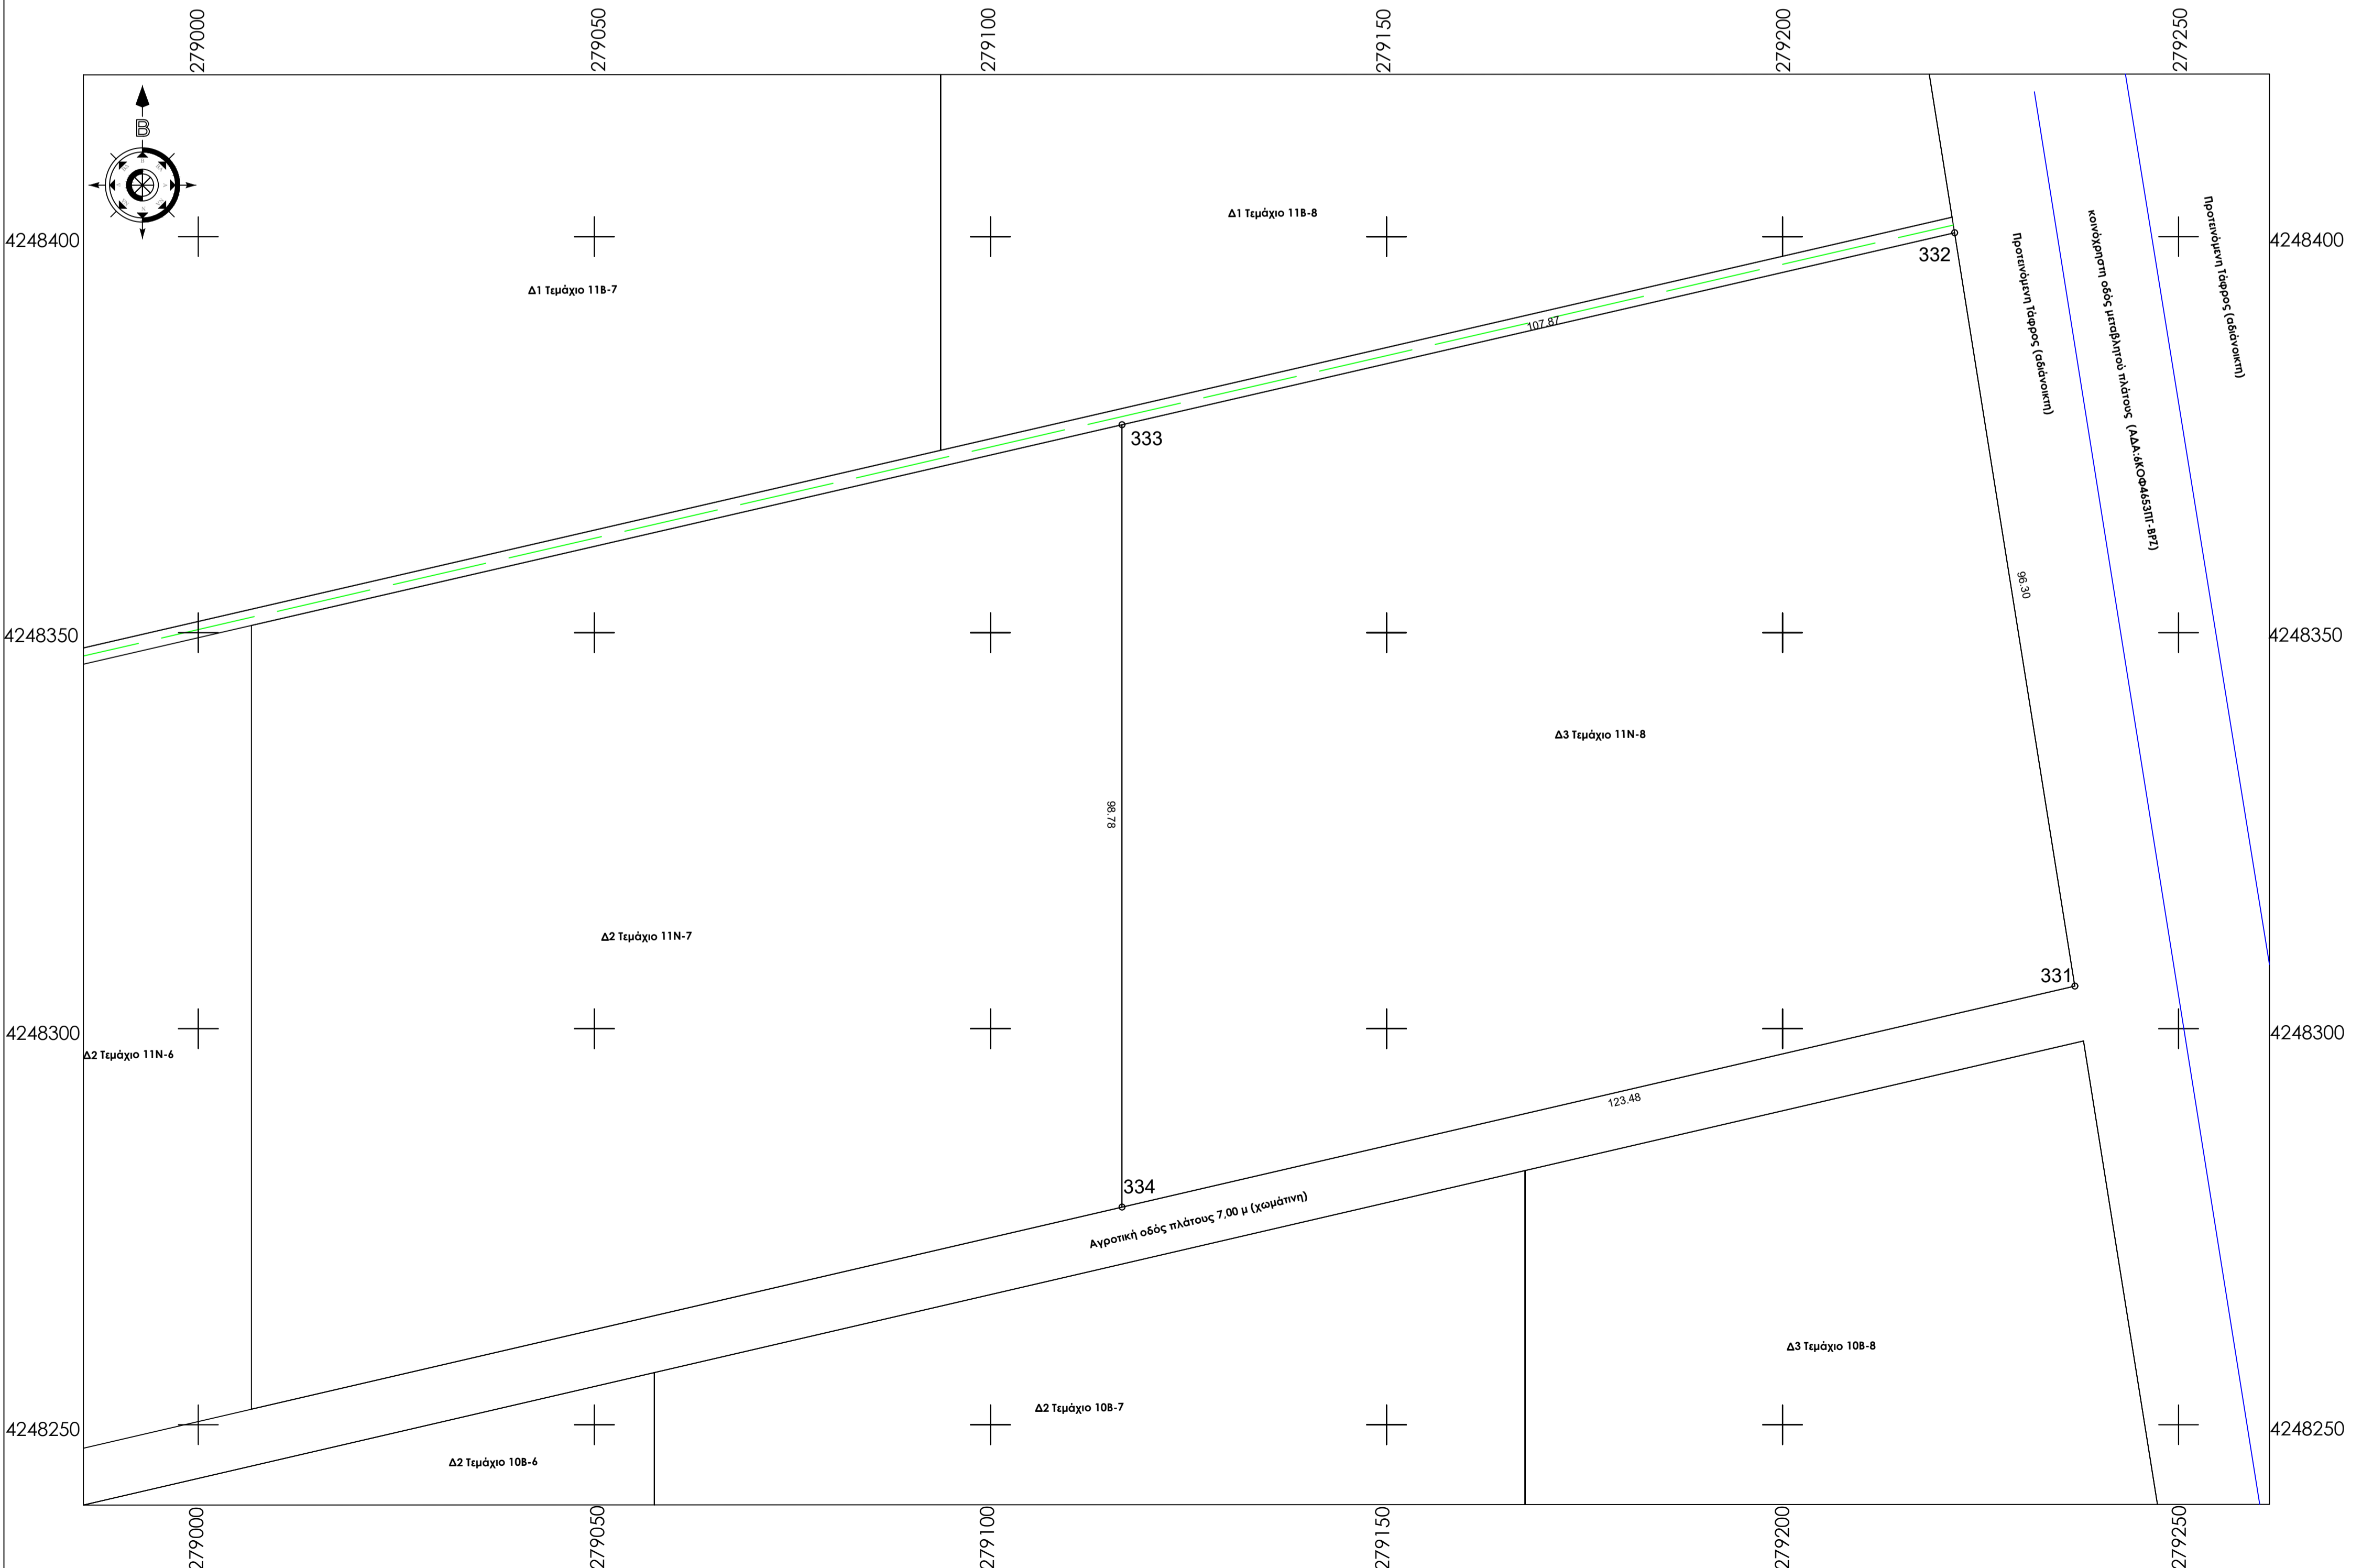 279000
279050
279100
279150
279200
279250
B
Δ1 Τεμάχιο 11Β-8
4248400
4248400
332
Δ1 Τεμάχιο 11Β-7
Προτεινόμενη Τάφρος (αδιάνοικτη)
κοινόχρηστη οδός μεταβλητού πλάτους (ΑΔΑ:6ΚΟΦ4653ΠΓ-ΒΡΖ)
Προτεινόμενη Τάφρος (αδιάνοικτη)
107.87
333
96.30
4248350
4248350
Δ3 Τεμάχιο 11Ν-8
98.78
Δ2 Τεμάχιο 11Ν-7
331
4248300
4248300
Δ2 Τεμάχιο 11Ν-6
123.48
334
Αγροτική οδός πλάτους 7,00 μ (χωμάτινη)
Δ3 Τεμάχιο 10Β-8
Δ2 Τεμάχιο 10Β-7
4248250
4248250
Δ2 Τεμάχιο 10Β-6
279000
279050
279100
279150
279200
279250